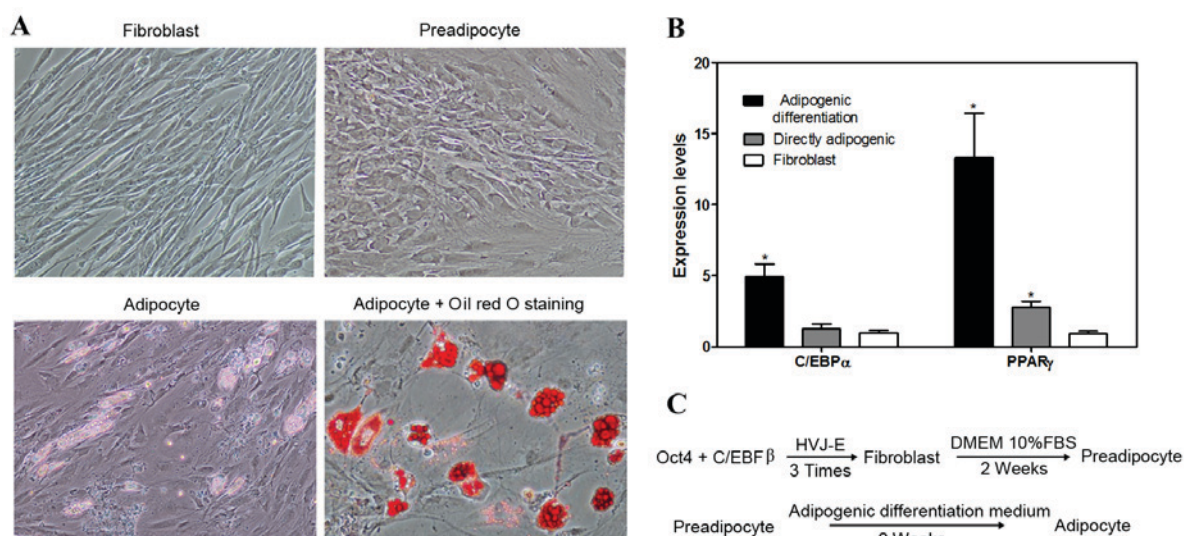 A
Fibroblast
Preadipocyte
Adipocyte
Adipocyte + Oil red O staining
B
Expression levels
20
15
10
5
0
Adipogenic
differentiation
Directly adipogenic
Fibroblast
*
*
*
C/EBPα
PPARγ
C
Oct4 + C/EBFβ
HVJ-E
3 Times
Fibroblast
DMEM 10%FBS
2 Weeks
Preadipocyte
Preadipocyte
Adipogenic differentiation medium
Weeks
Adipocyte